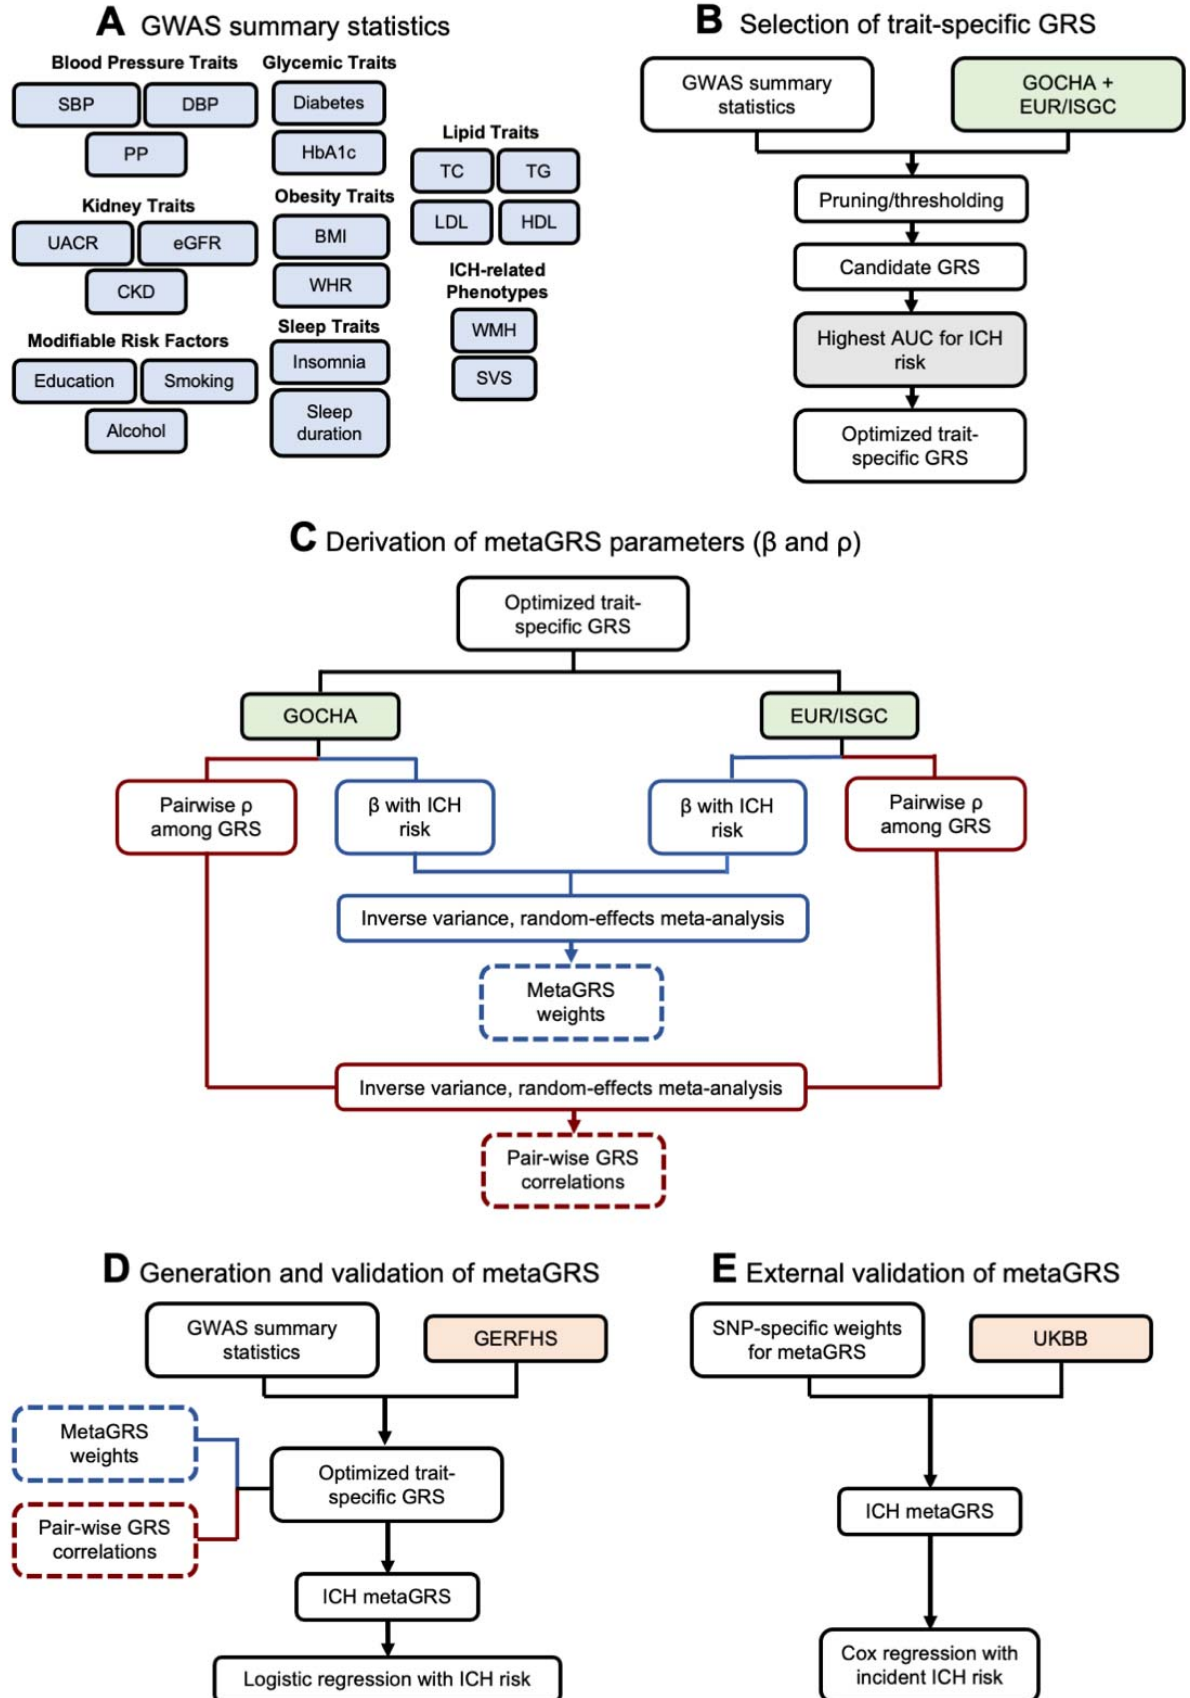 A GWAS summary statistics
Blood Pressure Traits
SBP
DBP
PP
Kidney Traits
UACR
eGFR
CKD
Modifiable Risk Factors
Education
Smoking
Alcohol
Glycemic Traits
Diabetes
HbA1c
Obesity Traits
BMI
WHR
Sleep Traits
Insomnia
Sleep
duration
Lipid Traits
TC
TG
LDL
HDL
ICH-related
Phenotypes
WMH
SVS
B Selection of trait-specific GRS
GWAS summary
statistics
GOCHA +
EUR/ISGC
Pruning/thresholding
Candidate GRS
Highest AUC for ICH
risk
Optimized trait-
specific GRS
C Derivation of metaGRS parameters (β and ρ)
Optimized trait-
specific GRS
GOCHA
EUR/ISGC
Pairwise ρ
among GRS
β with ICH
risk
β with ICH
risk
Pairwise ρ
among GRS
Inverse variance, random-effects meta-analysis
MetaGRS
weights
Inverse variance, random-effects meta-analysis
Pair-wise GRS
correlations
D Generation and validation of metaGRS
GWAS summary
statistics
GERFHS
MetaGRS
weights
Pair-wise GRS
correlations
Optimized trait-
specific GRS
ICH metaGRS
Logistic regression with ICH risk
E External validation of metaGRS
SNP-specific weights
for metaGRS
UKBB
ICH metaGRS
Cox regression with
incident ICH risk